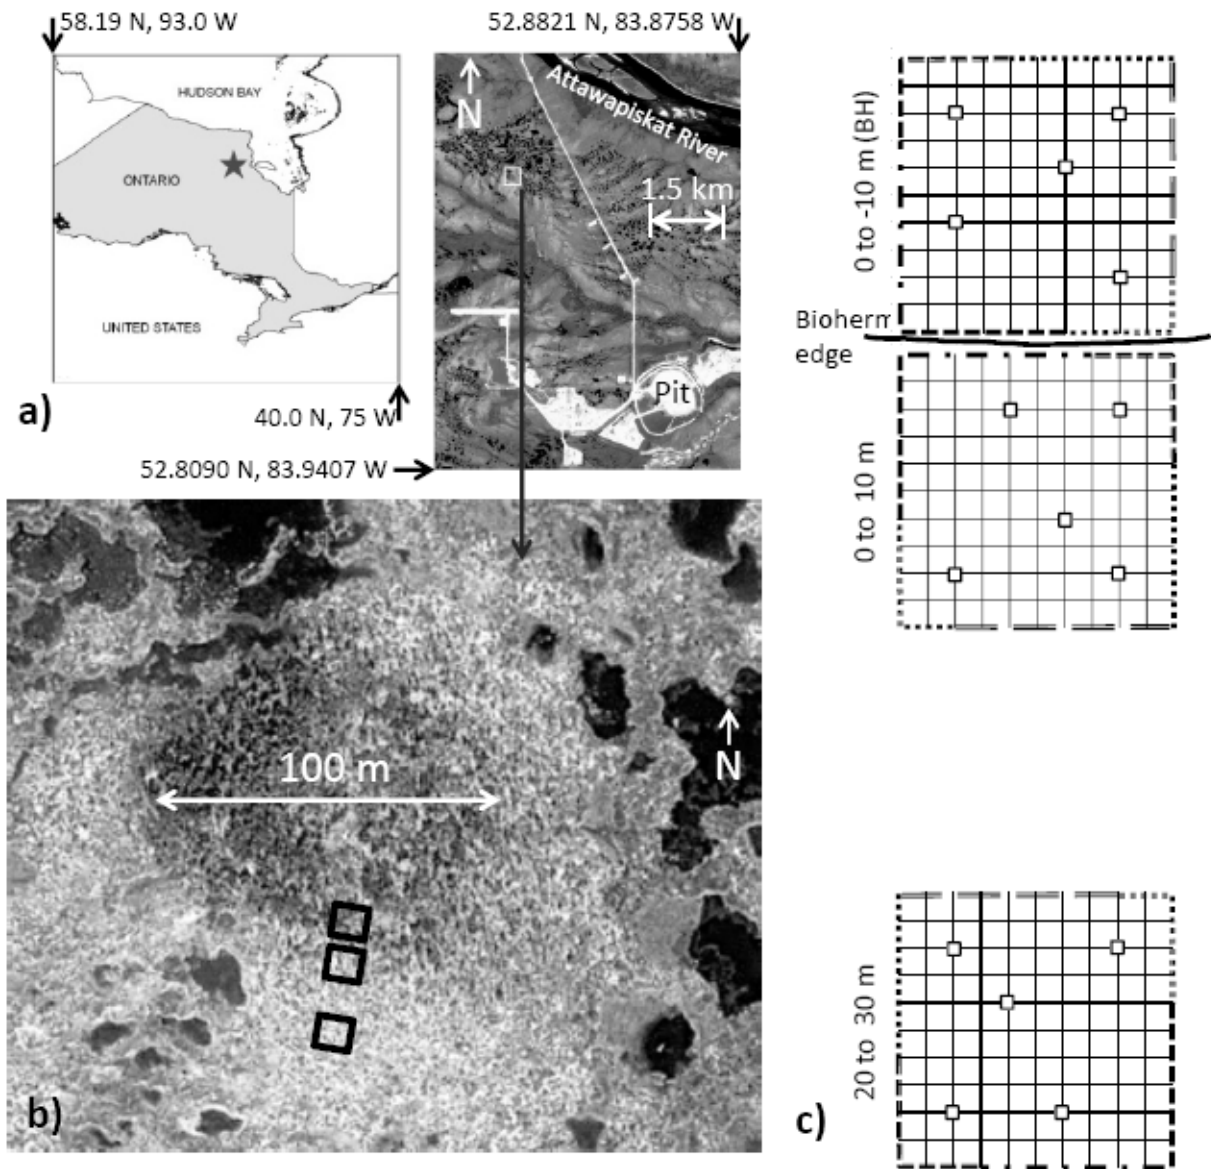 58.19 N, 93.0 W
52.8821 N, 83.8758 W
HUDSON BAY
ONTARIO
UNITED STATES
a)
40.0 N, 75 W
N
Attawapiskat River
1.5 km
Pit
52.8090 N, 83.9407 W
0 to -10 m (BH)
Bioherm
edge
0 to 10 m
20 to 30 m
100 m
N
b)
c)